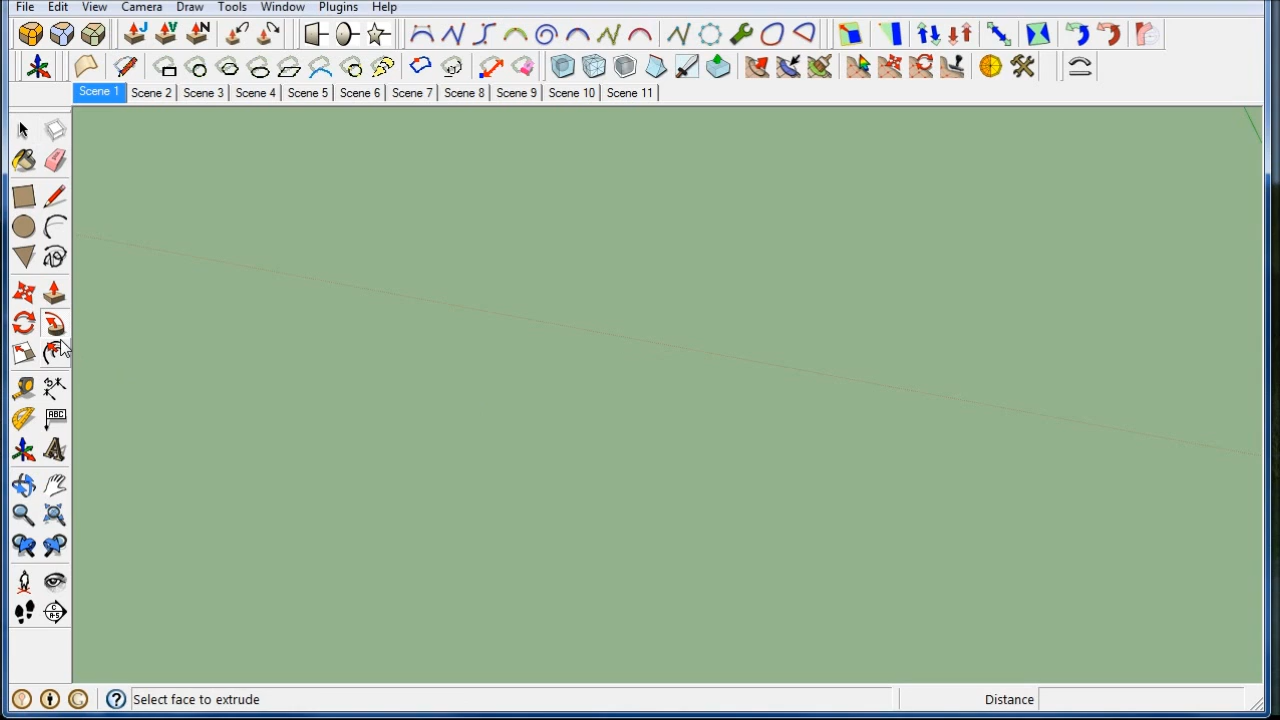 File Edit View Camera Draw Tools Window Plugins Help
J V N
Scene 1 Scene 2 Scene 3 Scene 4 Scene 5 Scene 6 Scene 7 Scene 8 Scene 9 Scene 10 Scene 11
ABC
A
Select face to extrude Distance